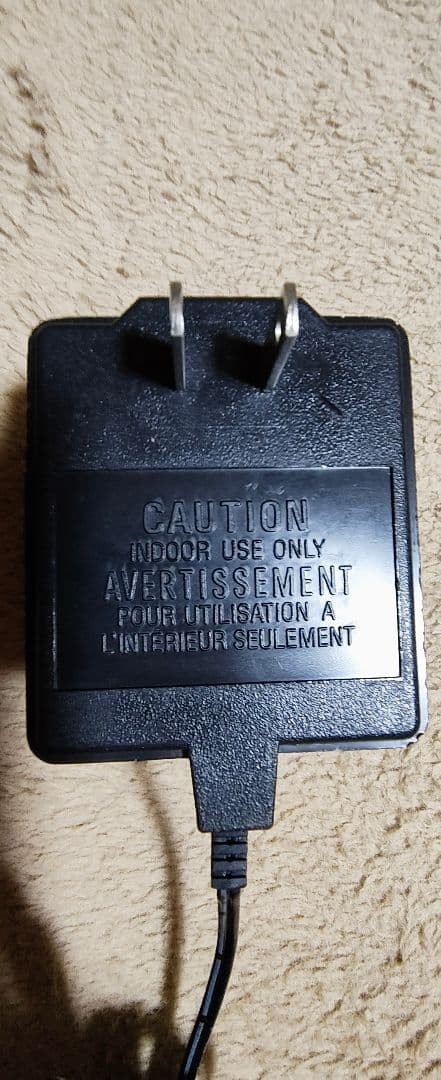 CAUTION
INDOOR USE ONLY
AVERTISSEMENT
POUR UTILISATION A
L'INTERIEUR SEULEMENT